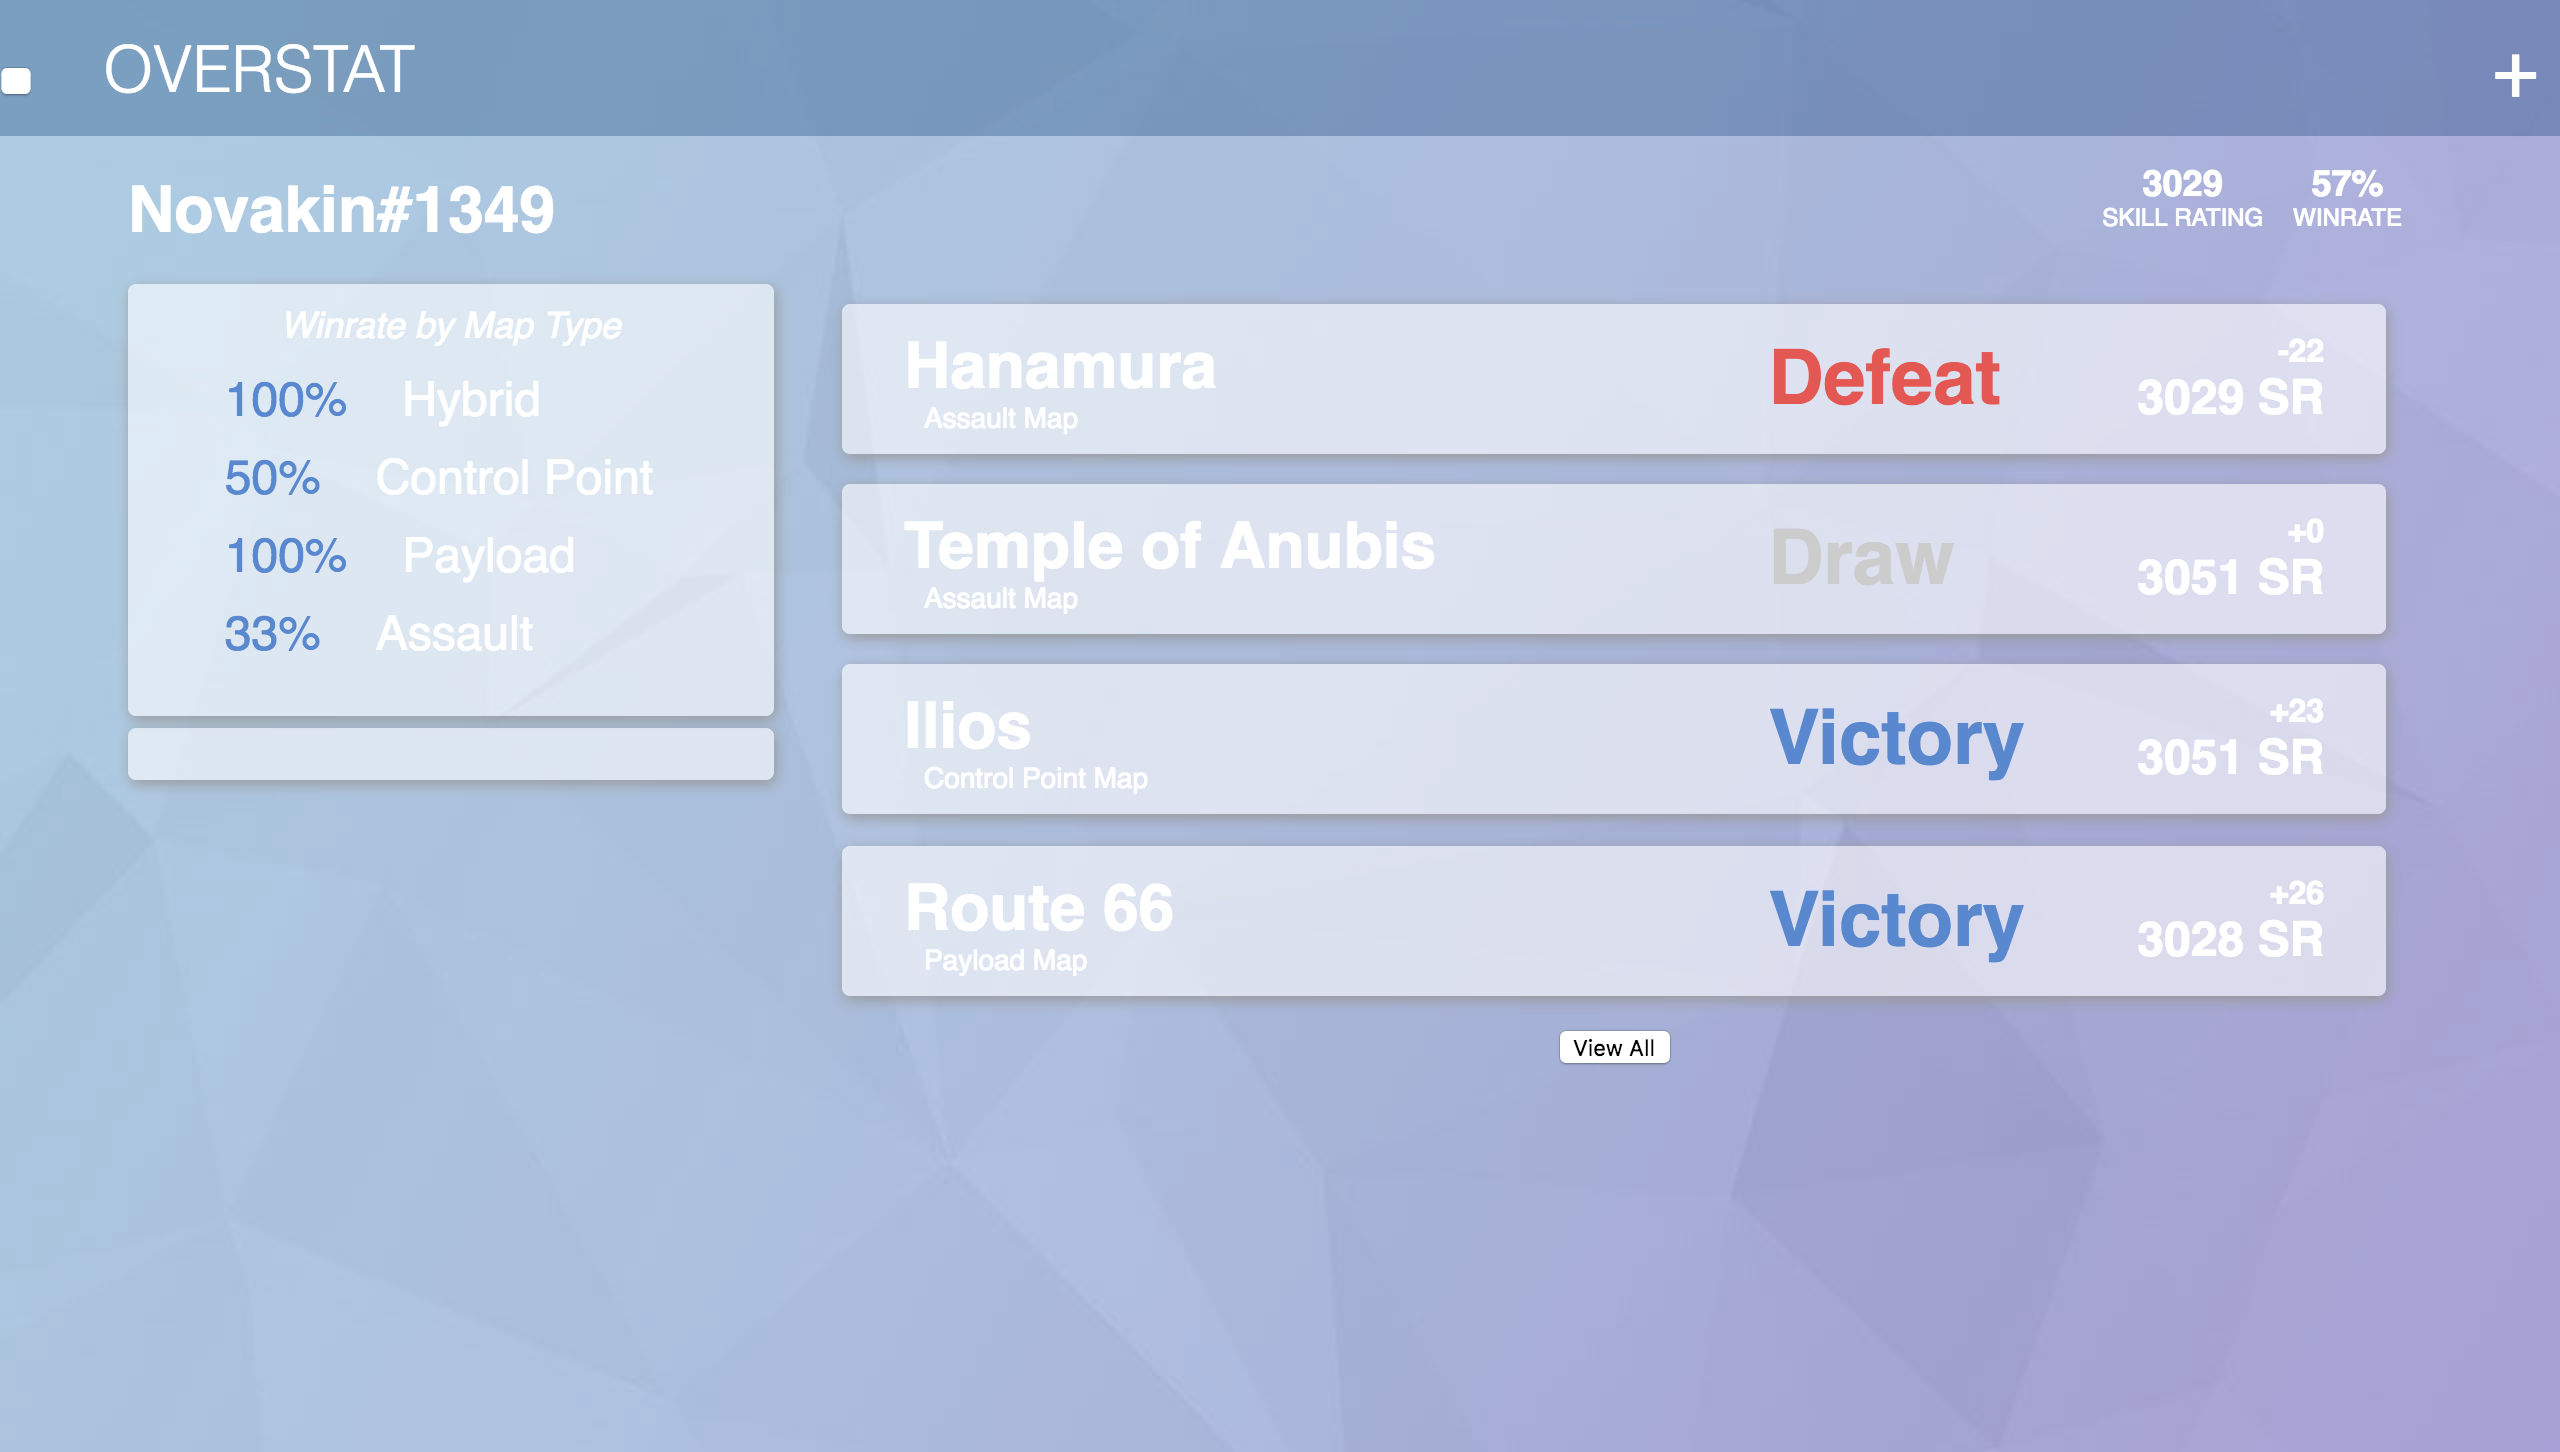 OVERSTAT
+
Novakin#1349
3029
SKILL RATING
57%
WINRATE
Winrate by Map Type
100% Hybrid
50% Control Point
100% Payload
33% Assault
Hanamura
Assault Map
Defeat
-22
3029 SR
Temple of Anubis
Assault Map
Draw
+0
3051 SR
Ilios
Control Point Map
Victory
+23
3051 SR
Route 66
Payload Map
Victory
+26
3028 SR
View All